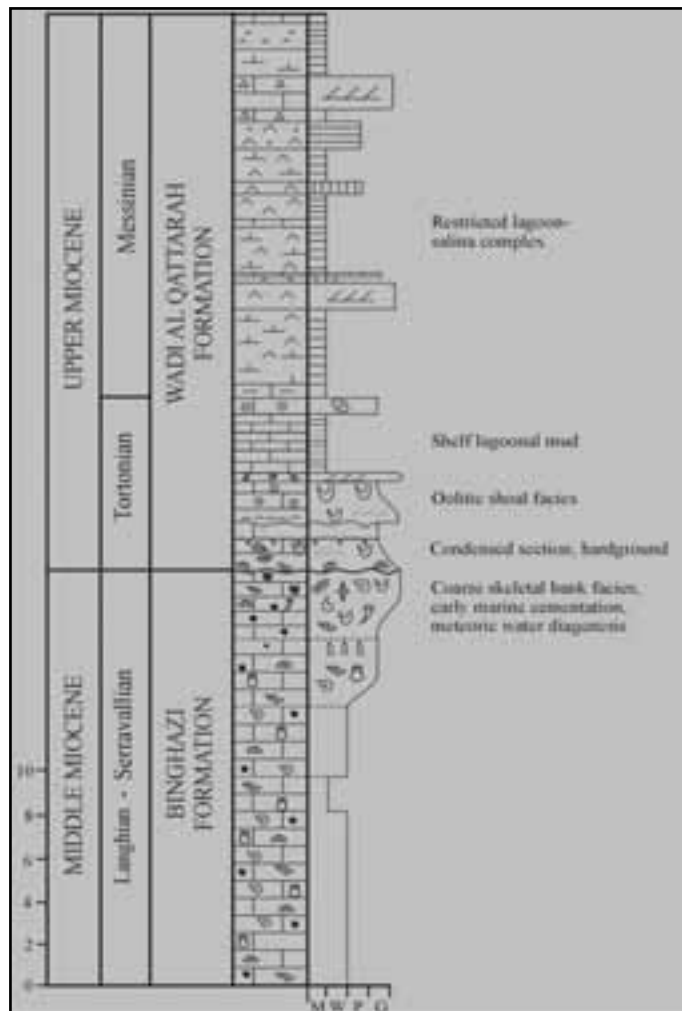 UPPER MIOCENE
Messinian
Tortonian
WADI AL QATTARAH
FORMATION
MIDDLE MIOCENE
Langhian - Serravallian
BINGHAZI
FORMATION
Restricted lagoon-
salina complex
Shelf lagoonal mud
Oolitic shoal facies
Condensed section, hardground
Coarse skeletal bank facies,
early marine cementation,
meteoric water diagenesis
10
8
6
4
2
0
M W P G